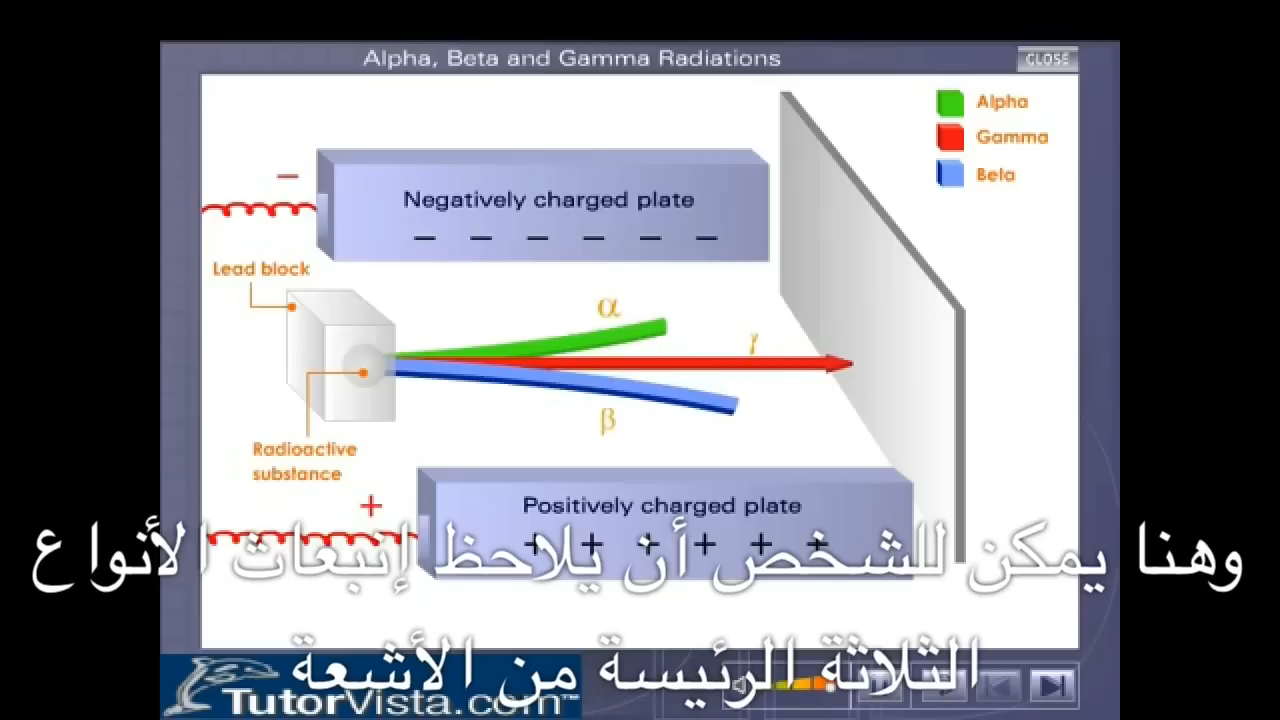 Alpha, Beta and Gamma Radiations
CLOSE
Alpha
Gamma
Beta
−
Negatively charged plate
− − − − − −
Lead block
α
γ
β
Radioactive
substance
+
Positively charged plate
+ + + + + +
وهنا يمكن للشخص أن يلاحظ إنبعاث الأنواع
الثلاثة الرئيسة من الأشعة
TutorVista.com